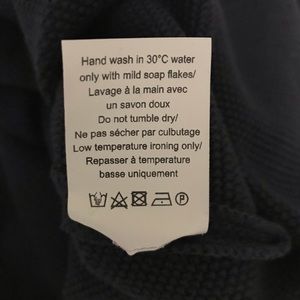 Hand wash in 30°C water
only with mild soap flakes/
Lavage à la main avec
un savon doux
Do not tumble dry/
Ne pas sécher par culbutage
Low temperature ironing only/
Repasser à température
basse uniquement
P